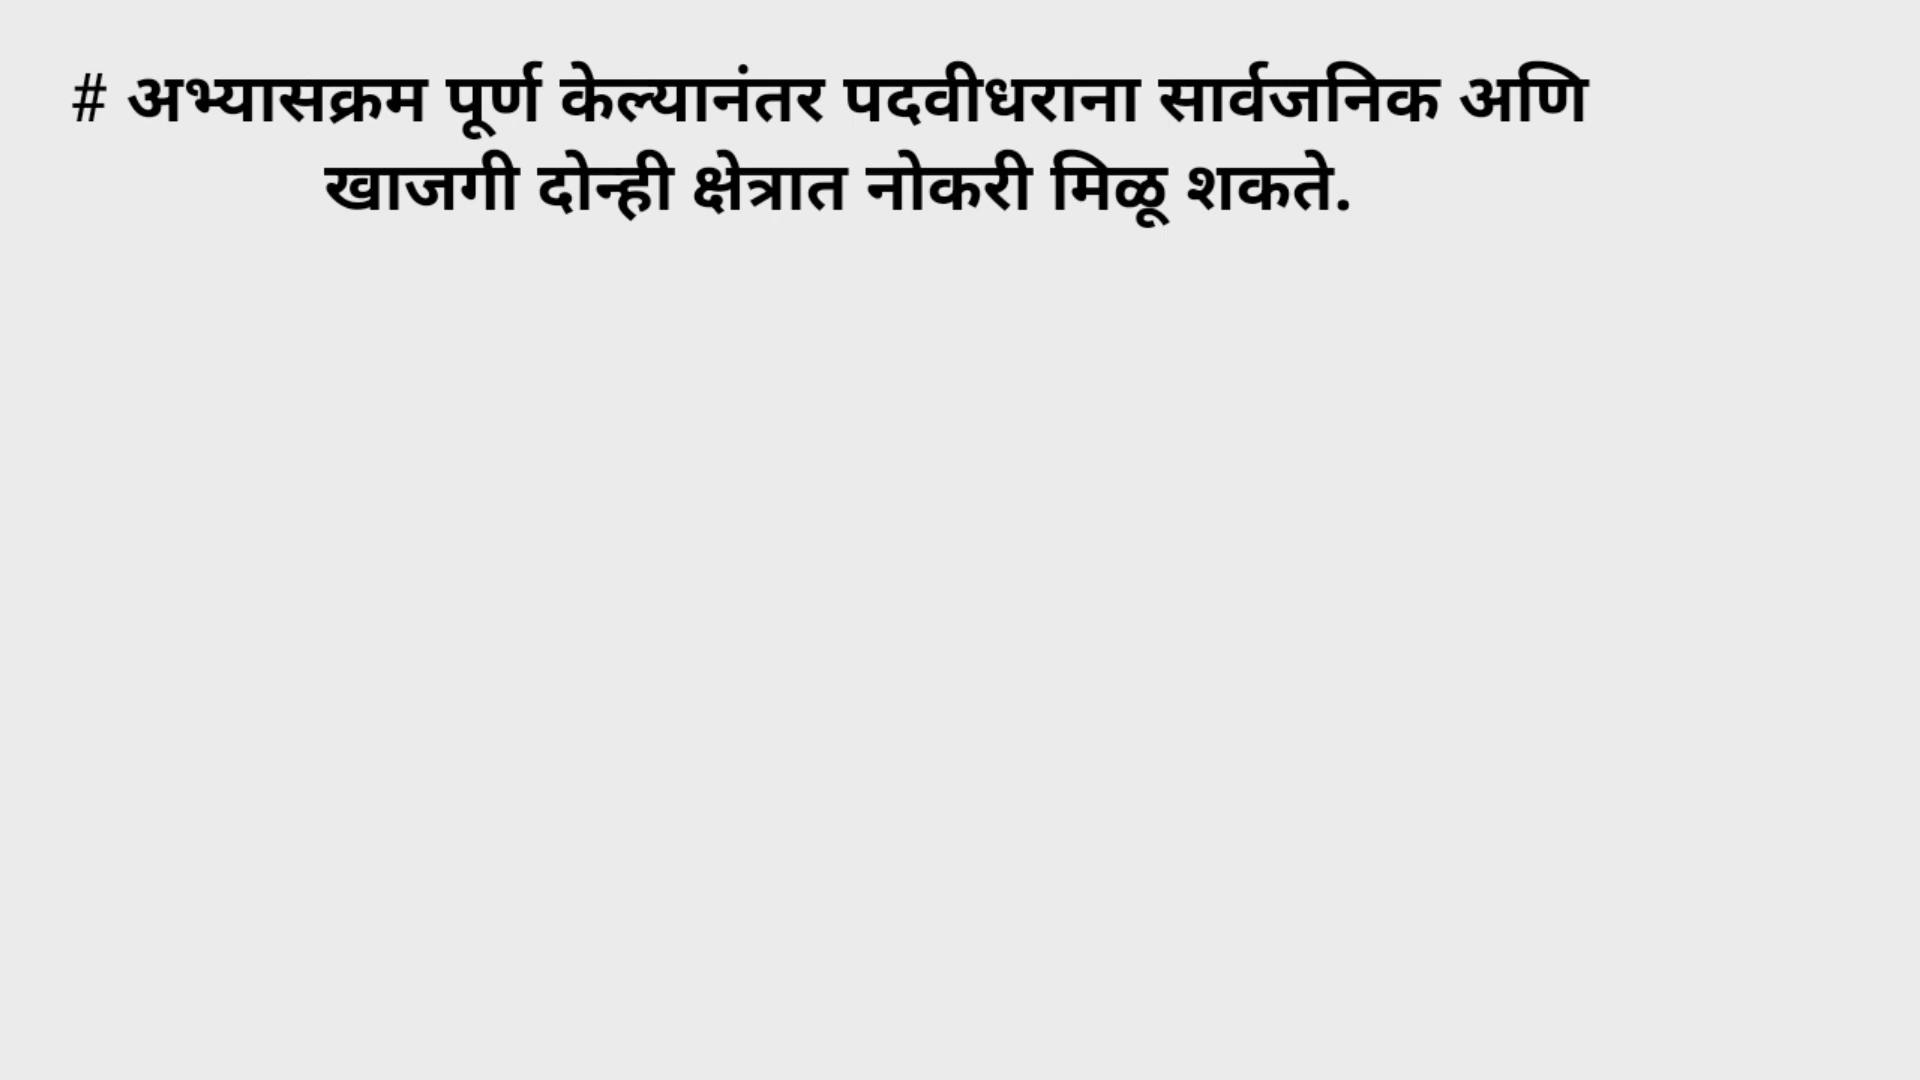 # अभ्यासक्रम पूर्ण केल्यानंतर पदवीधराना सार्वजनिक अणि
खाजगी दोन्ही क्षेत्रात नोकरी मिळू शकते.